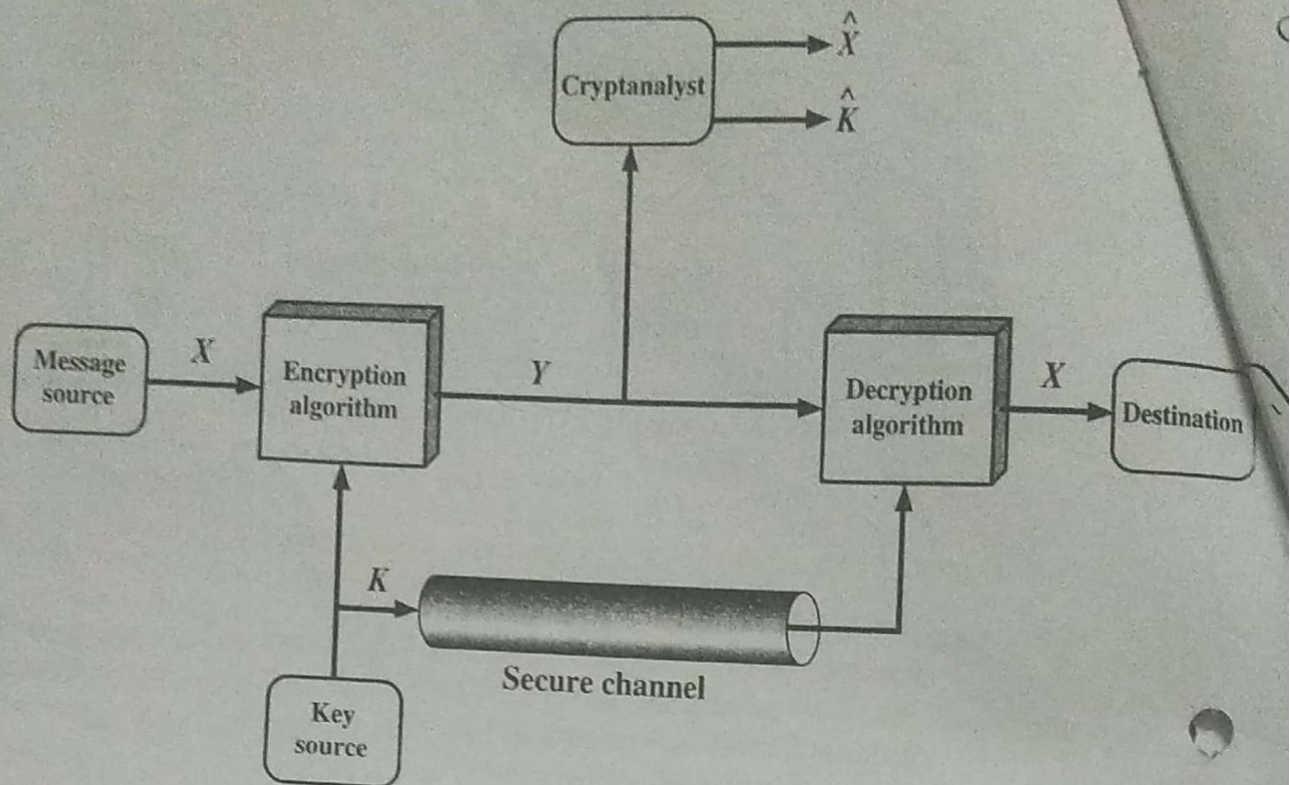 X̂
Cryptanalyst
K̂
Message
source
X
Encryption
algorithm
Y
Decryption
algorithm
X
Destination
K
Secure channel
Key
source